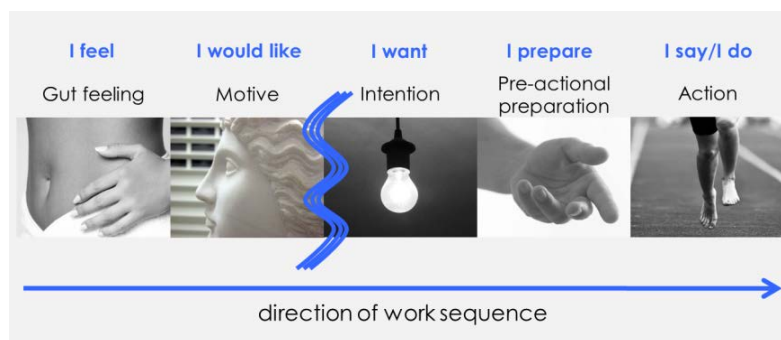 I feel
I would like
I want
I prepare
I say/I do
Gut feeling
Motive
Intention
Pre-actional
preparation
Action
direction of work sequence